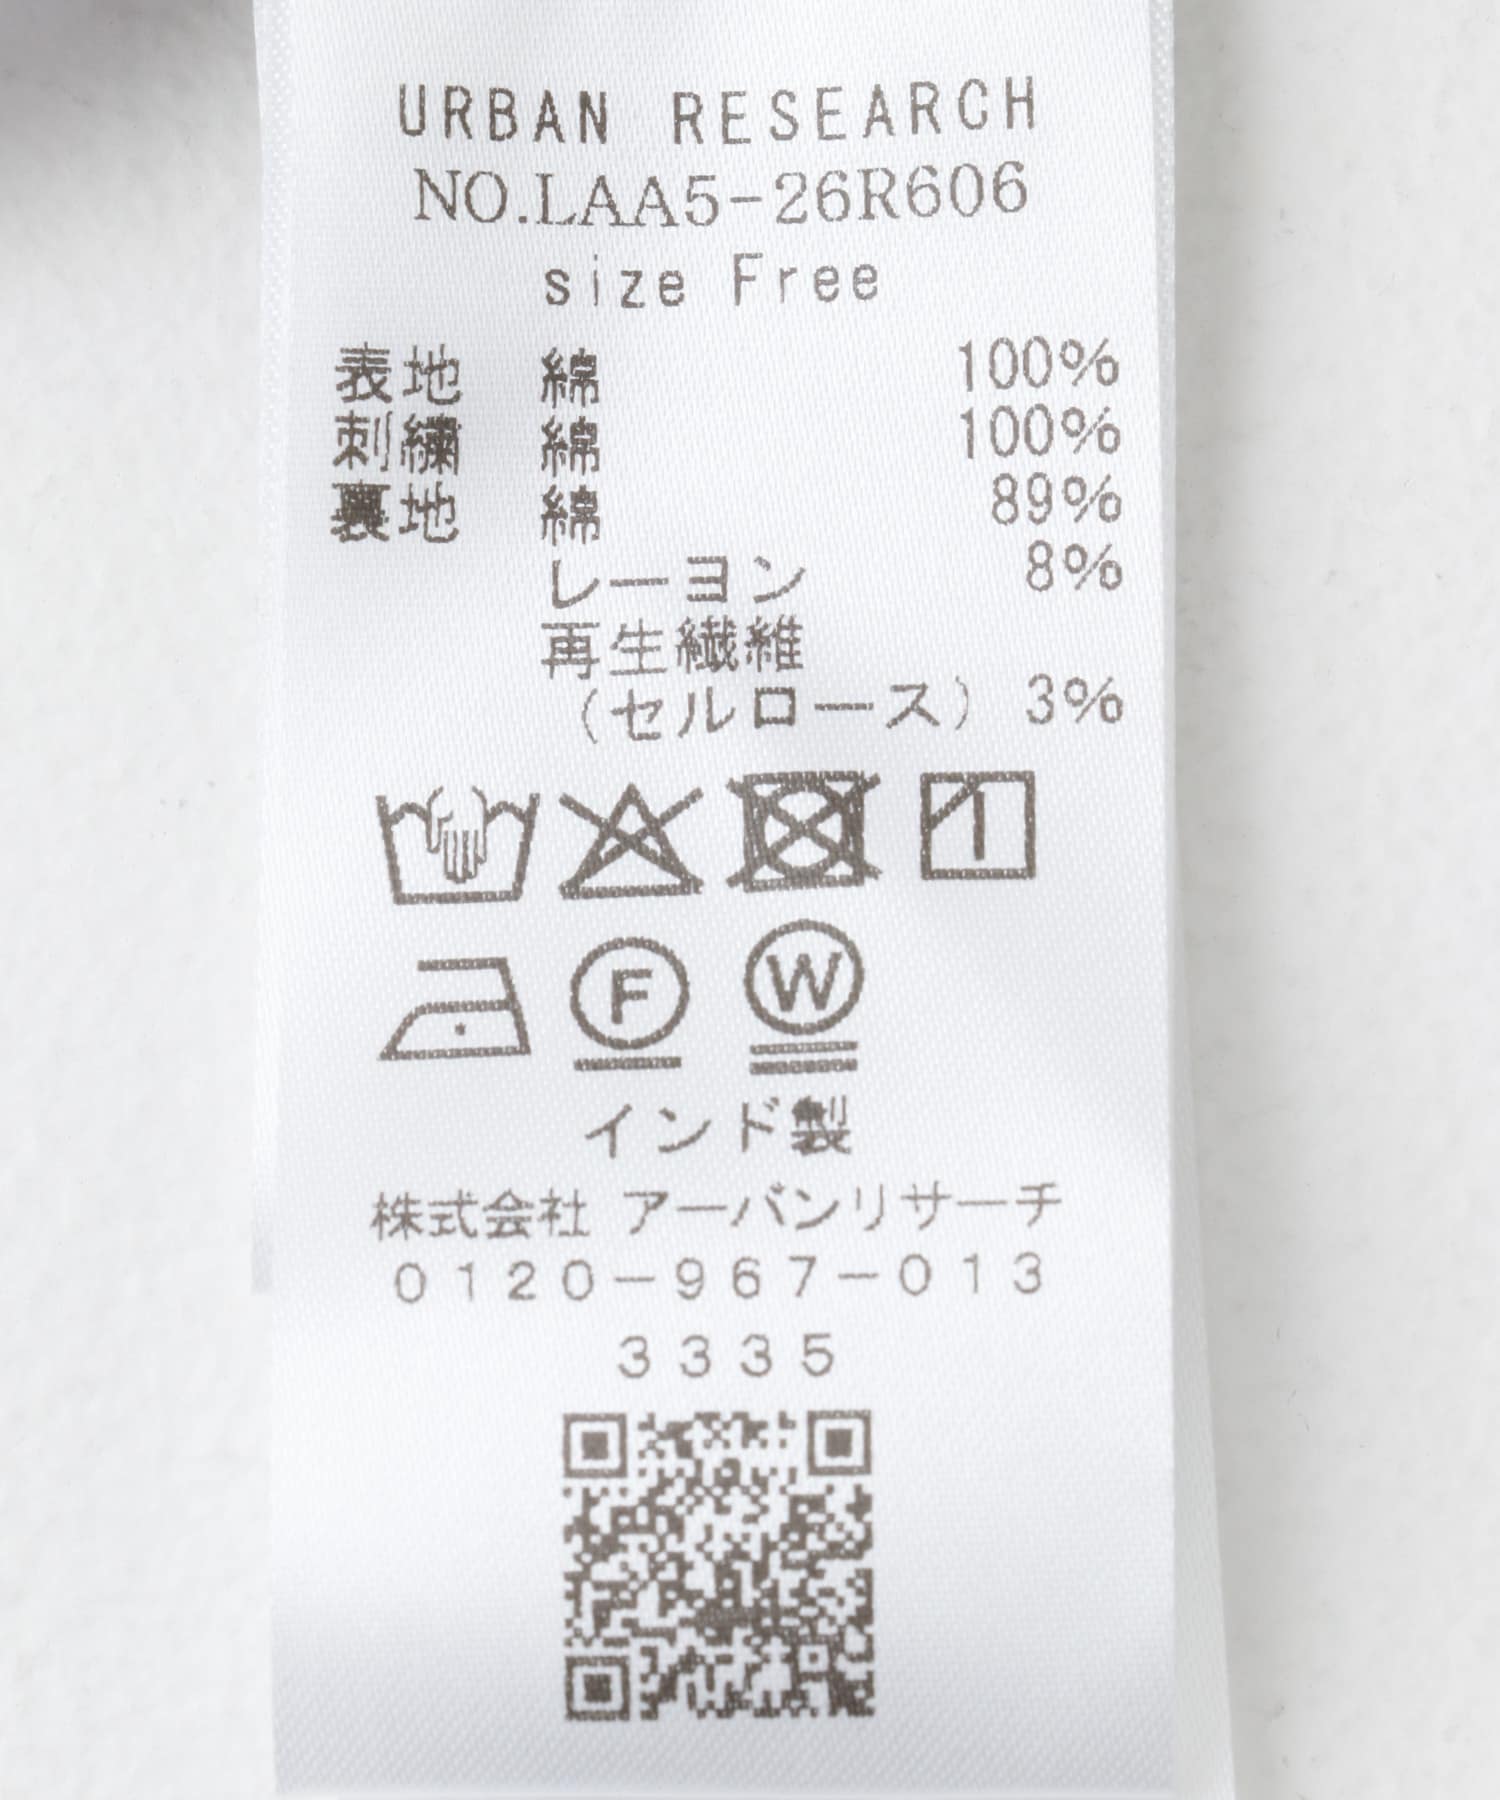 URBAN RESEARCH
NO.LAA5-26R606
size Free
表地 綿 100%
刺繍 綿 100%
裏地 綿 89%
レーヨン 8%
再生繊維
(セルロース) 3%
F W
インド製
株式会社 アーバンリサーチ
0120-967-013
3335